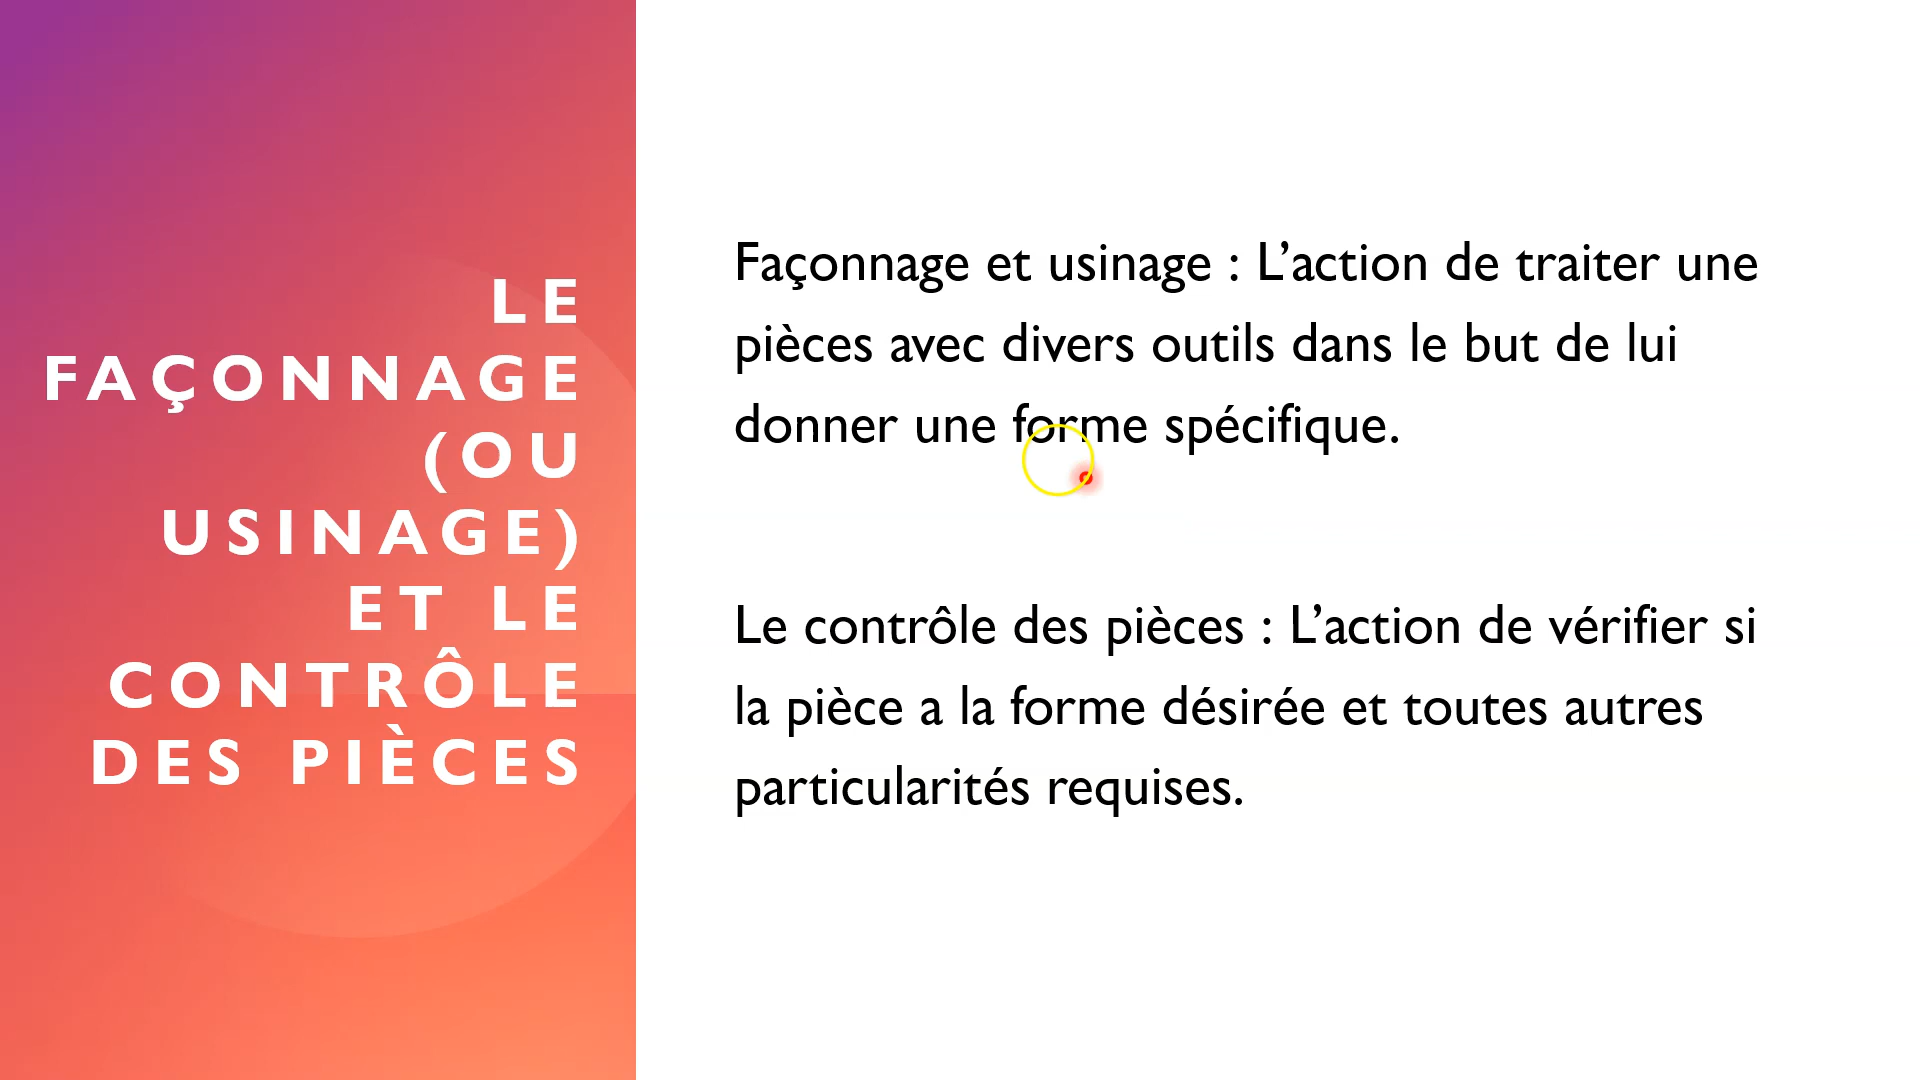 LE
FAÇONNAGE
(OU
USINAGE)
ET LE
CONTRÔLE
DES PIÈCES
Façonnage et usinage : L’action de traiter une
pièces avec divers outils dans le but de lui
donner une forme spécifique.
Le contrôle des pièces : L’action de vérifier si
la pièce a la forme désirée et toutes autres
particularités requises.